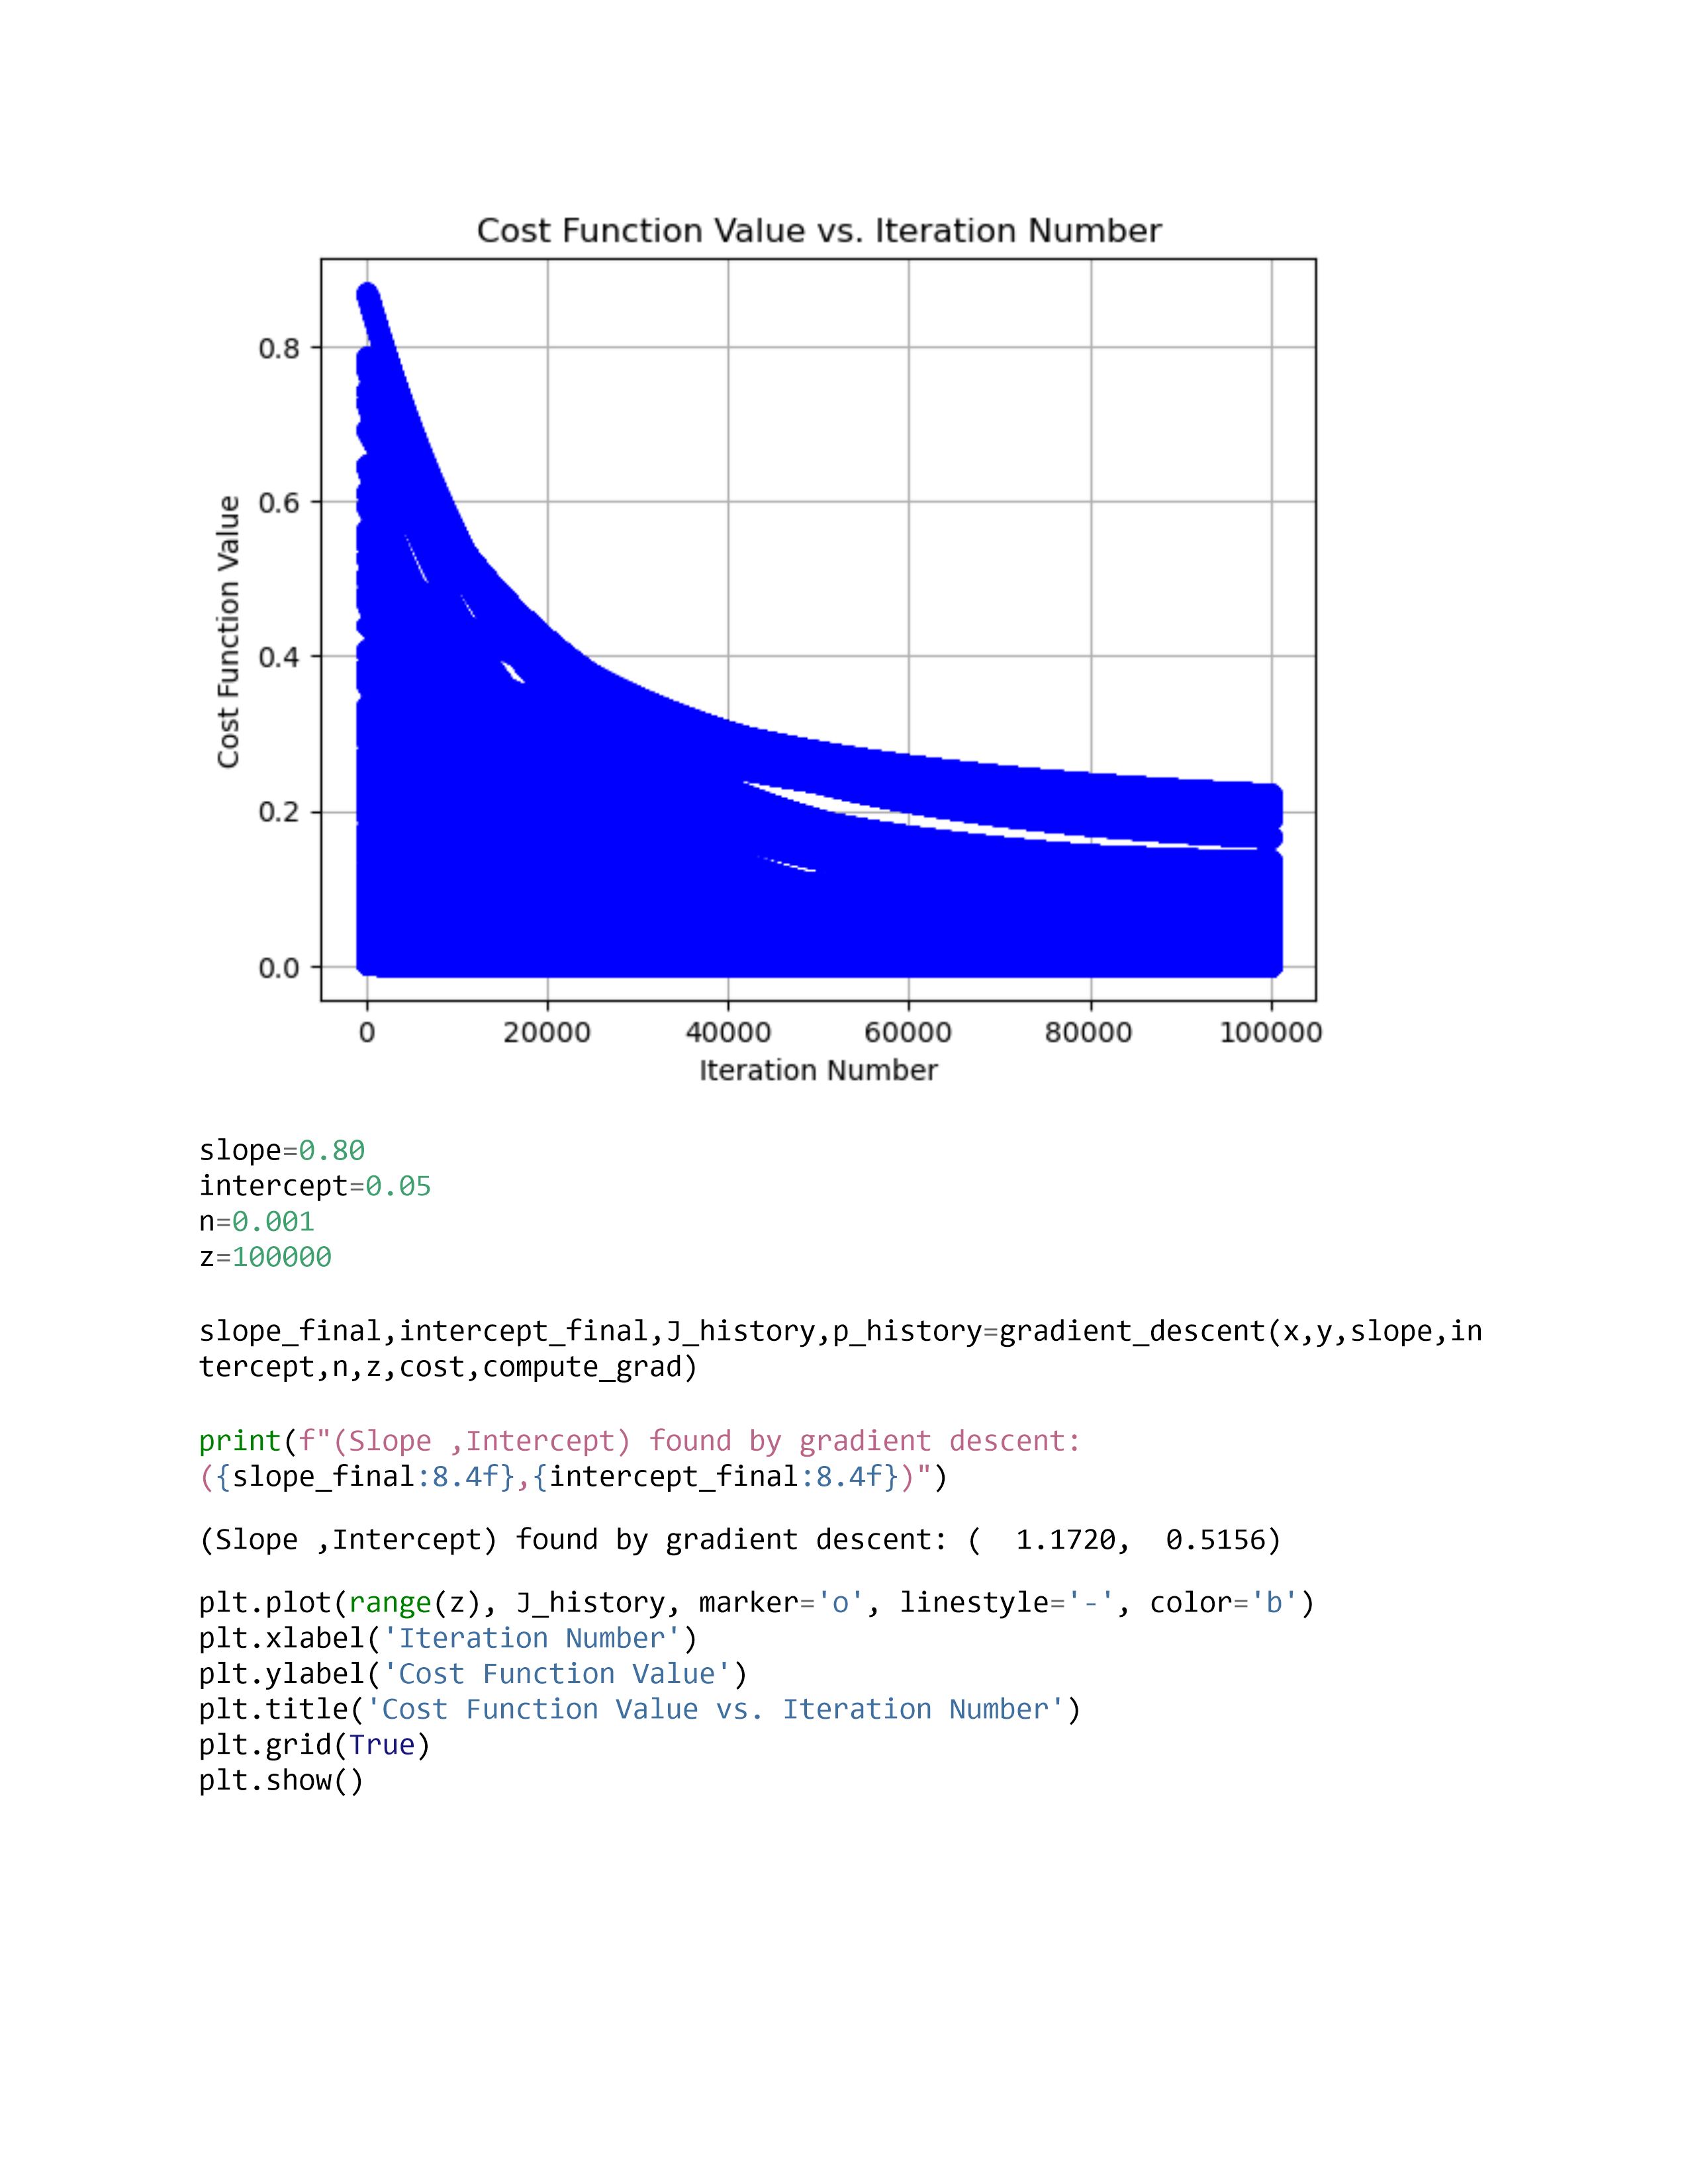 Cost Function Value vs. Iteration Number
Cost Function Value
0.8
0.6
0.4
0.2
0.0
0
20000
40000
60000
80000
100000
Iteration Number
slope=0.80
intercept=0.05
n=0.001
z=100000
slope_final,intercept_final,J_history,p_history=gradient_descent(x,y,slope,in
tercept,n,z,cost,compute_grad)
print(f"(Slope ,Intercept) found by gradient descent:
({slope_final:8.4f},{intercept_final:8.4f})")
(Slope ,Intercept) found by gradient descent: (  1.1720,  0.5156)
plt.plot(range(z), J_history, marker='o', linestyle='-', color='b')
plt.xlabel('Iteration Number')
plt.ylabel('Cost Function Value')
plt.title('Cost Function Value vs. Iteration Number')
plt.grid(True)
plt.show()